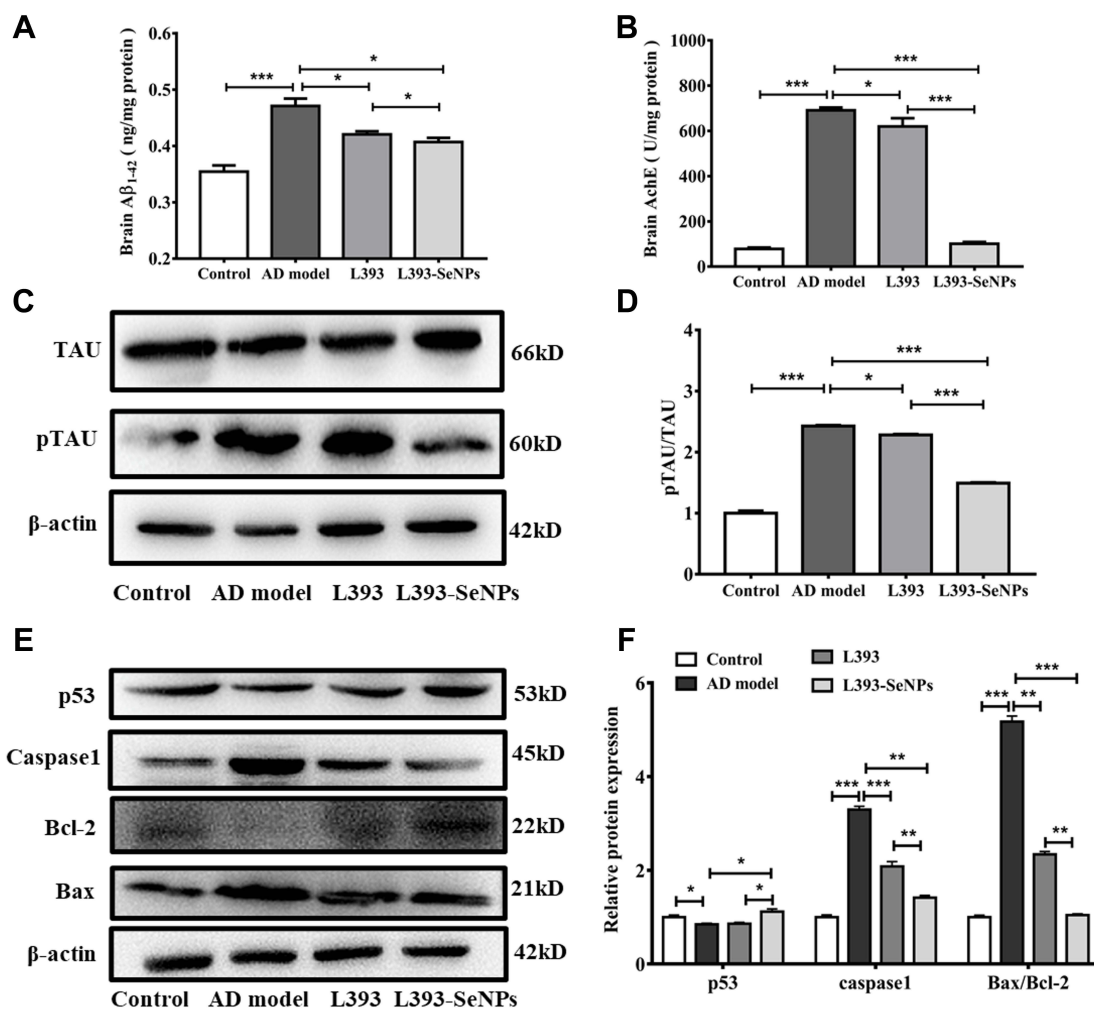 A
Brain Aβ1-42 ( ng/mg protein )
0.6
0.5
0.4
0.3
0.2
***
*
*
*
Control AD model L393 L393-SeNPs
B
Brain AchE ( U/mg protein )
1000
800
600
400
200
0
***
*
***
***
Control AD model L393 L393-SeNPs
C
TAU 66kD
pTAU 60kD
β-actin 42kD
Control AD model L393 L393-SeNPs
D
pTAU/TAU
4
3
2
1
0
***
*
***
***
Control AD model L393 L393-SeNPs
E
p53 53kD
Caspase1 45kD
Bcl-2 22kD
Bax 21kD
β-actin 42kD
Control AD model L393 L393-SeNPs
F
Control L393
AD model L393-SeNPs
Relative protein expression
6
4
2
0
*
*
*
***
***
**
**
***
**
***
**
p53 caspase1 Bax/Bcl-2